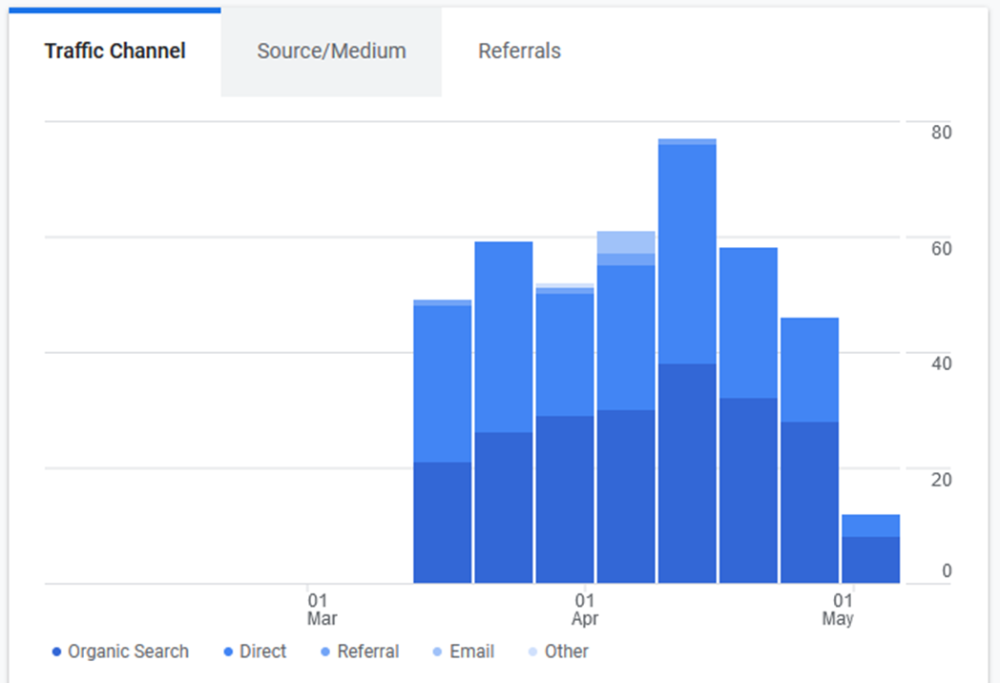 Traffic Channel
Source/Medium
Referrals
80
60
40
20
0
01
Mar
01
Apr
01
May
Organic Search
Direct
Referral
Email
Other